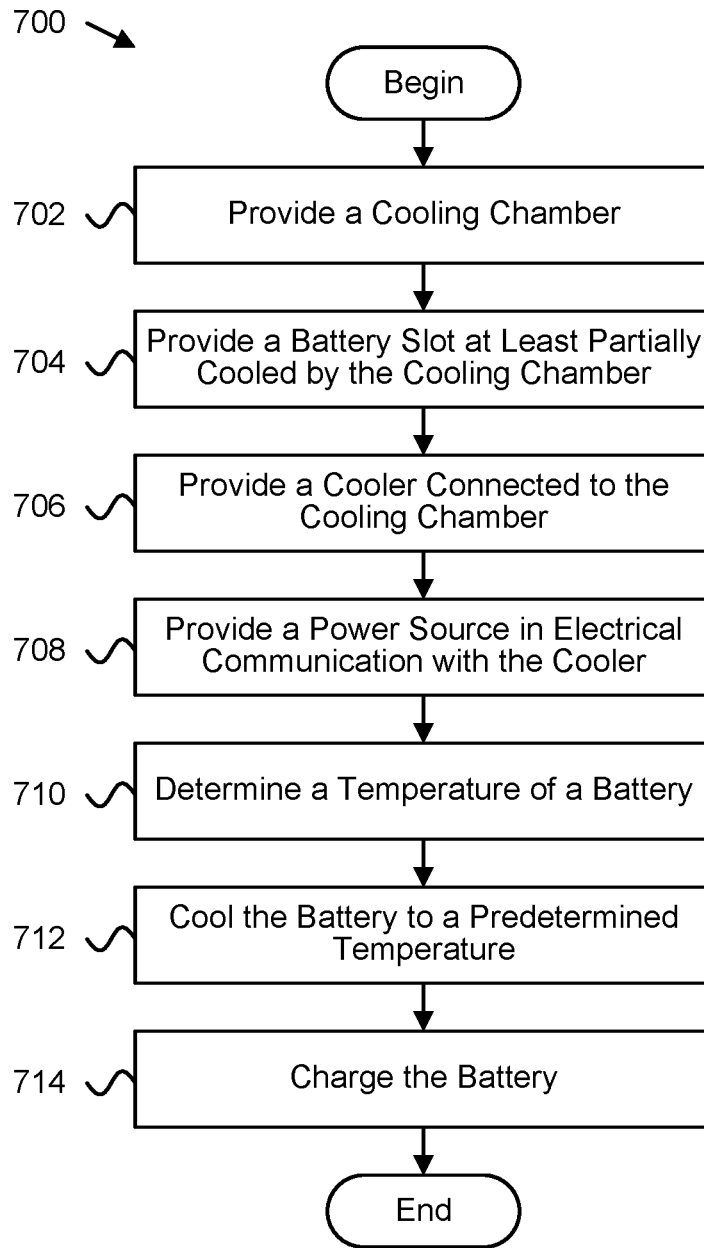 700
Begin
702
Provide a Cooling Chamber
704
Provide a Battery Slot at Least Partially
Cooled by the Cooling Chamber
706
Provide a Cooler Connected to the
Cooling Chamber
708
Provide a Power Source in Electrical
Communication with the Cooler
710
Determine a Temperature of a Battery
712
Cool the Battery to a Predetermined
Temperature
714
Charge the Battery
End